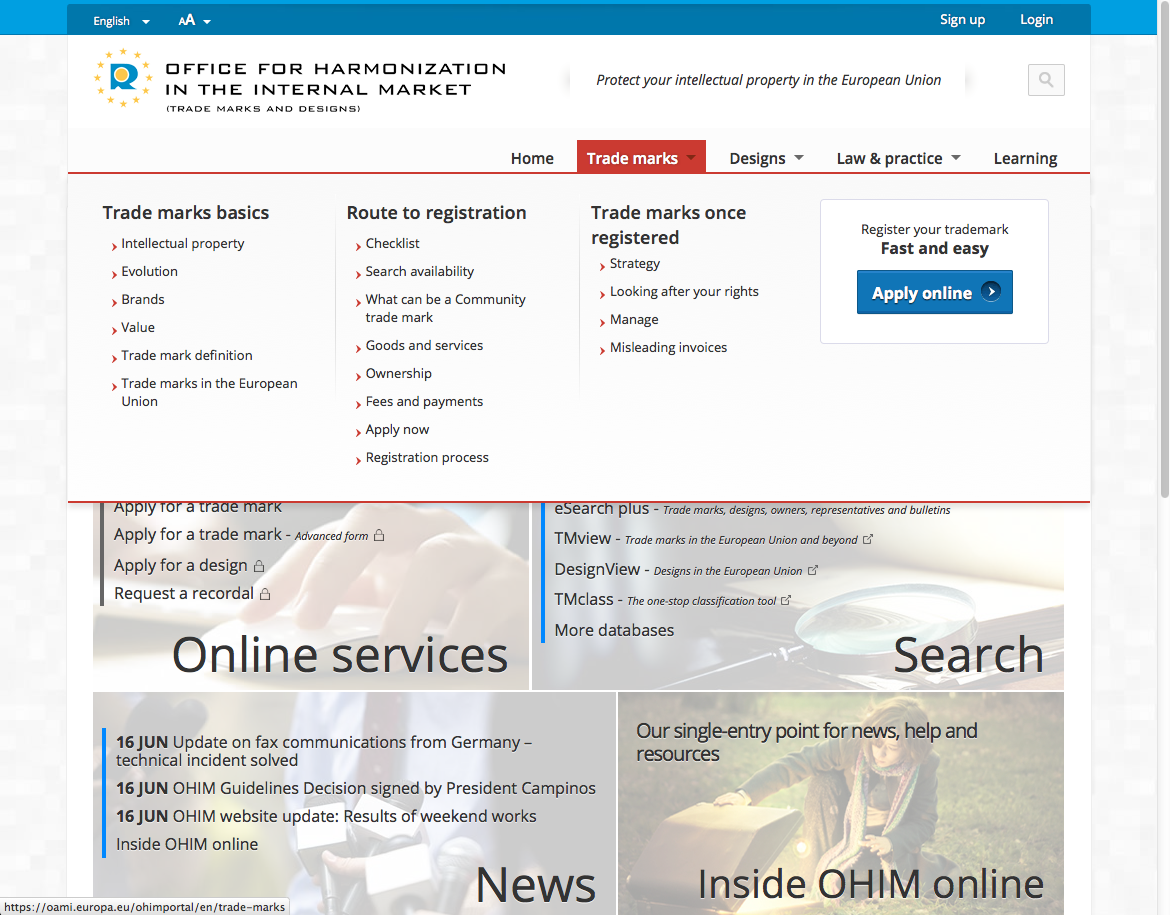 English
AA
Sign up
Login
OFFICE FOR HARMONIZATION
IN THE INTERNAL MARKET
(TRADE MARKS AND DESIGNS)
Protect your intellectual property in the European Union
Home
Trade marks
Designs
Law & practice
Learning
Trade marks basics
Intellectual property
Evolution
Brands
Value
Trade mark definition
Trade marks in the European
Union
Route to registration
Checklist
Search availability
What can be a Community
trade mark
Goods and services
Ownership
Fees and payments
Apply now
Registration process
Trade marks once
registered
Strategy
Looking after your rights
Manage
Misleading invoices
Register your trademark
Fast and easy
Apply online
Apply for a trade mark
Apply for a trade mark - Advanced form
Apply for a design
Request a recordal
Online services
eSearch plus - Trade marks, designs, owners, representatives and bulletins
TMview - Trade marks in the European Union and beyond
DesignView - Designs in the European Union
TMclass - The one-stop classification tool
More databases
Search
16 JUN Update on fax communications from Germany –
technical incident solved
16 JUN OHIM Guidelines Decision signed by President Campinos
16 JUN OHIM website update: Results of weekend works
Inside OHIM online
News
Our single-entry point for news, help and
resources
Inside OHIM online
https://oami.europa.eu/ohimportal/en/trade-marks